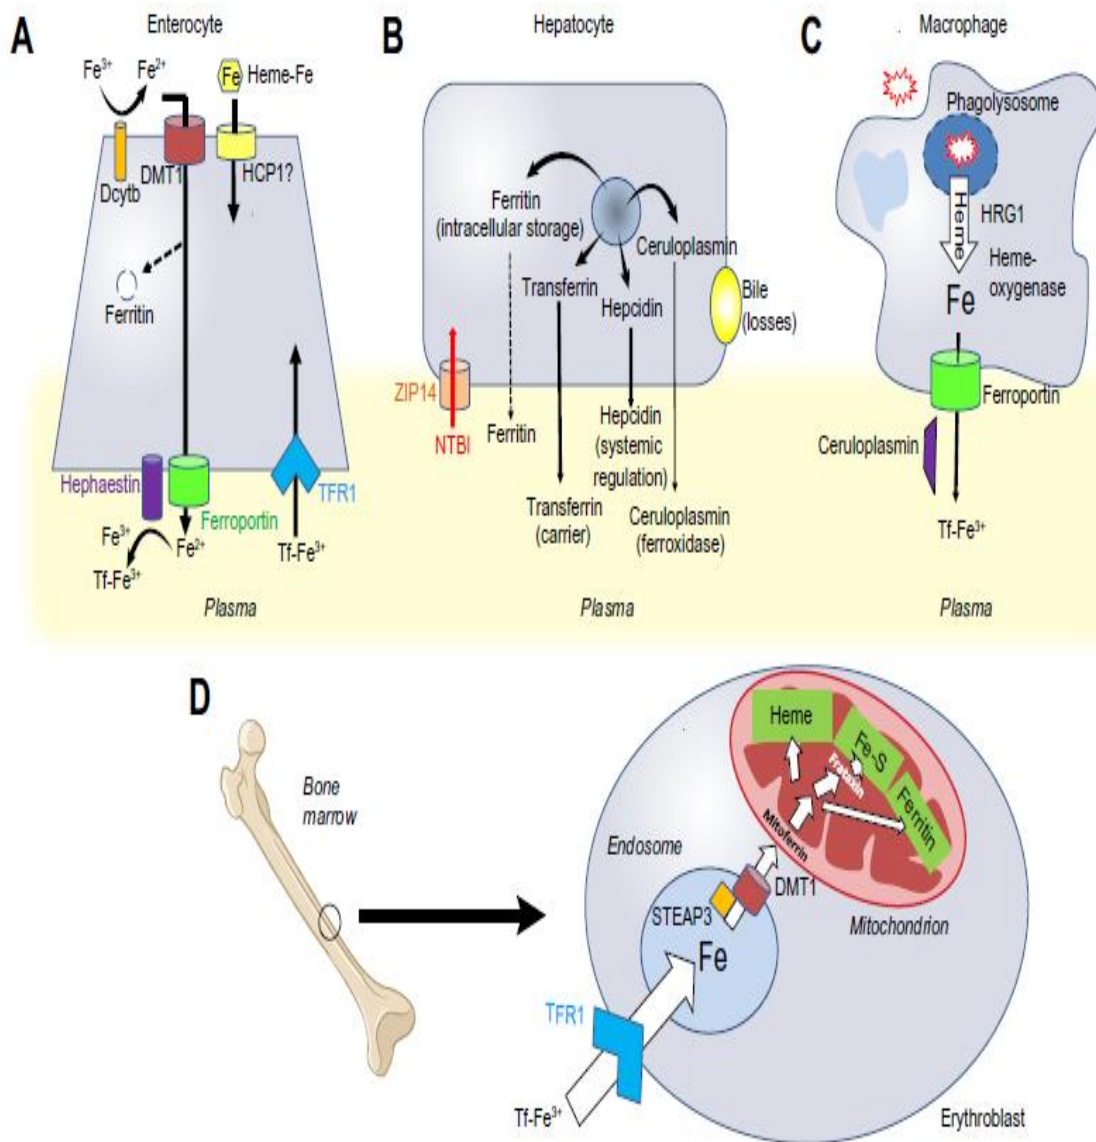 A
Enterocyte
Fe³⁺
Fe²⁺
Fe
Heme-Fe
Dcytb
DMT1
HCP1?
Ferritin
Hephaestin
Ferroportin
TFR1
Fe³⁺
Fe²⁺
Tf-Fe³⁺
Tf-Fe³⁺
Plasma
B
Hepatocyte
Ferritin
(intracellular storage)
Ceruloplasmin
Transferrin
Hepcidin
Bile
(losses)
ZIP14
NTBI
Ferritin
Hepcidin
(systemic
regulation)
Transferrin
(carrier)
Ceruloplasmin
(ferroxidase)
Plasma
C
Macrophage
Phagolysosome
Heme
HRG1
Heme-
oxygenase
Fe
Ferroportin
Ceruloplasmin
Tf-Fe³⁺
Plasma
D
Bone
marrow
Heme
Fe-S
Frataxin
Ferritin
Mitoferrin
Endosome
DMT1
STEAP3
Mitochondrion
Fe
TFR1
Tf-Fe³⁺
Erythroblast